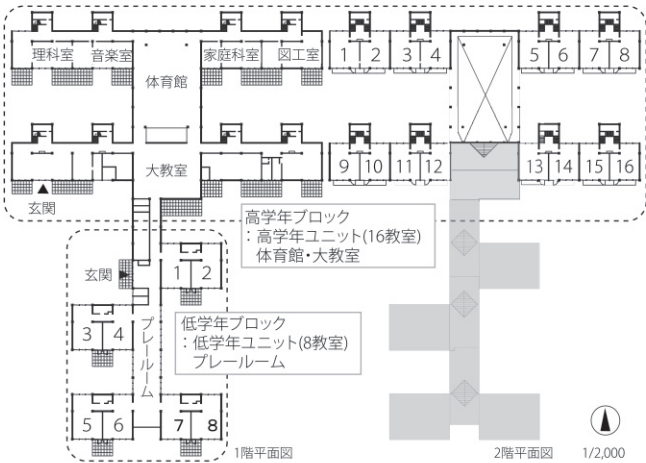 理科室 音楽室 体育館 家庭科室 図工室 1 2 3 4 5 6 7 8
大教室 9 10 11 12 13 14 15 16
玄関
高学年ブロック
:高学年ユニット(16教室)
体育館・大教室
玄関 1 2
3 4 プレールーム
低学年ブロック
:低学年ユニット(8教室)
プレールーム
5 6 7 8
1階平面図 2階平面図 1/2,000